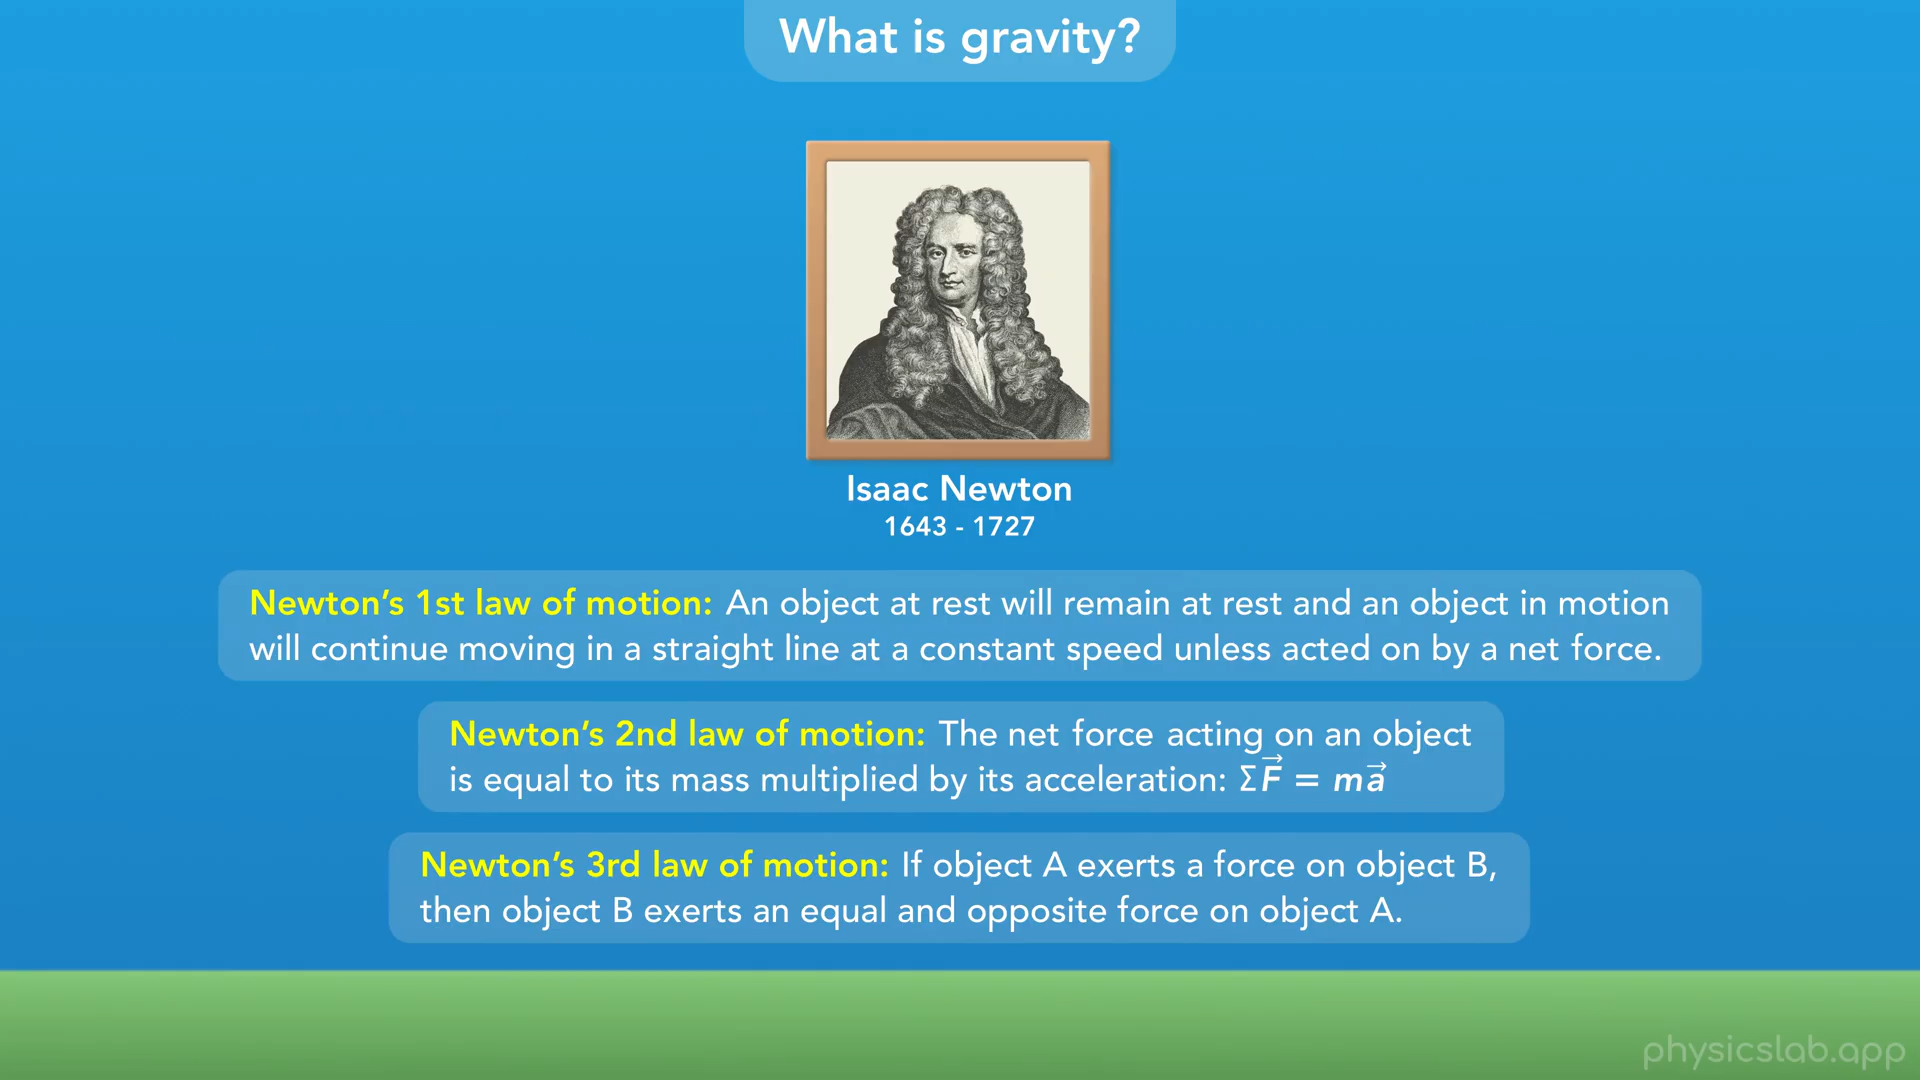 What is gravity?
Isaac Newton
1643 - 1727
Newton's 1st law of motion: An object at rest will remain at rest and an object in motion
will continue moving in a straight line at a constant speed unless acted on by a net force.
Newton's 2nd law of motion: The net force acting on an object
is equal to its mass multiplied by its acceleration: ΣF⃗ = ma⃗
Newton's 3rd law of motion: If object A exerts a force on object B,
then object B exerts an equal and opposite force on object A.
physicslab.app